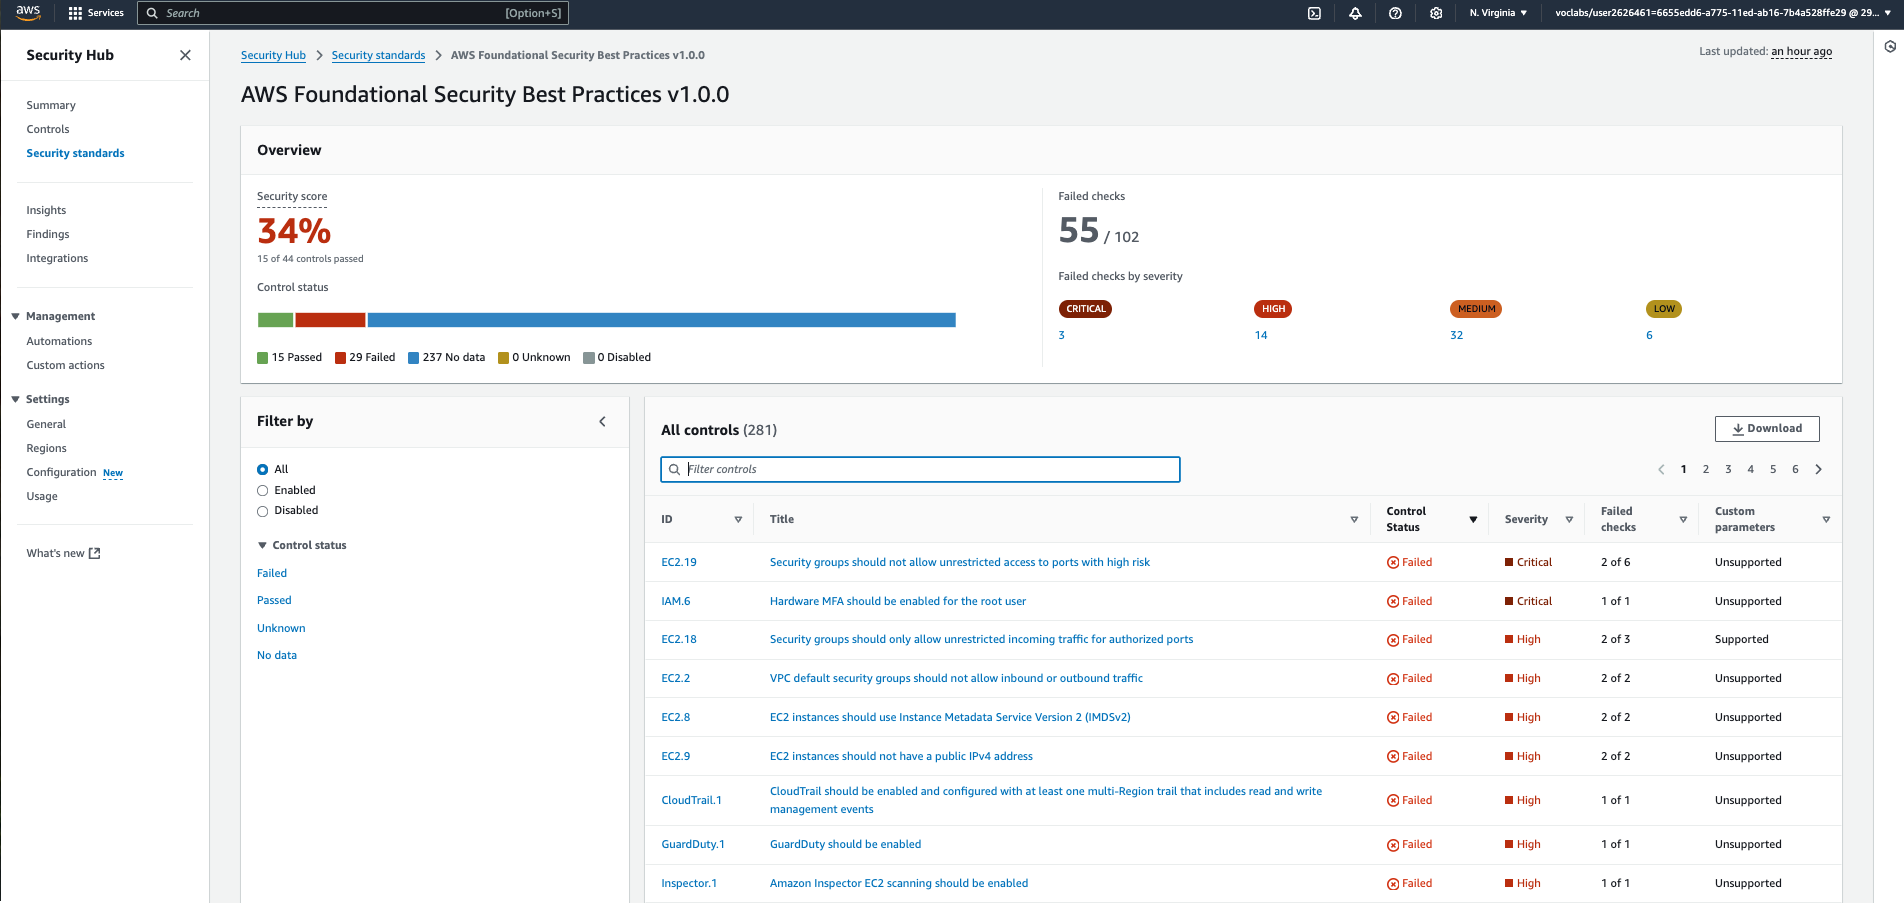 aws
Services
Search
[Option+S]
N. Virginia
voclabs/user2626461=6655edd6-a775-11ed-ab16-7b4a528ffe29 @ 29...
Security Hub
Summary
Controls
Security standards
Insights
Findings
Integrations
Management
Automations
Custom actions
Settings
General
Regions
Configuration New
Usage
What's new
Security Hub > Security standards > AWS Foundational Security Best Practices v1.0.0
Last updated: an hour ago
AWS Foundational Security Best Practices v1.0.0
Overview
Security score
34%
15 of 44 controls passed
Control status
15 Passed 29 Failed 237 No data 0 Unknown 0 Disabled
Failed checks
55 / 102
Failed checks by severity
CRITICAL HIGH MEDIUM LOW
3 14 32 6
Filter by
All
Enabled
Disabled
Control status
Failed
Passed
Unknown
No data
All controls (281)
Download
Filter controls
1 2 3 4 5 6
ID Title Control Status Severity Failed checks Custom parameters
EC2.19 Security groups should not allow unrestricted access to ports with high risk Failed Critical 2 of 6 Unsupported
IAM.6 Hardware MFA should be enabled for the root user Failed Critical 1 of 1 Unsupported
EC2.18 Security groups should only allow unrestricted incoming traffic for authorized ports Failed High 2 of 3 Supported
EC2.2 VPC default security groups should not allow inbound or outbound traffic Failed High 2 of 2 Unsupported
EC2.8 EC2 instances should use Instance Metadata Service Version 2 (IMDSv2) Failed High 2 of 2 Unsupported
EC2.9 EC2 instances should not have a public IPv4 address Failed High 2 of 2 Unsupported
CloudTrail.1 CloudTrail should be enabled and configured with at least one multi-Region trail that includes read and write management events Failed High 1 of 1 Unsupported
GuardDuty.1 GuardDuty should be enabled Failed High 1 of 1 Unsupported
Inspector.1 Amazon Inspector EC2 scanning should be enabled Failed High 1 of 1 Unsupported